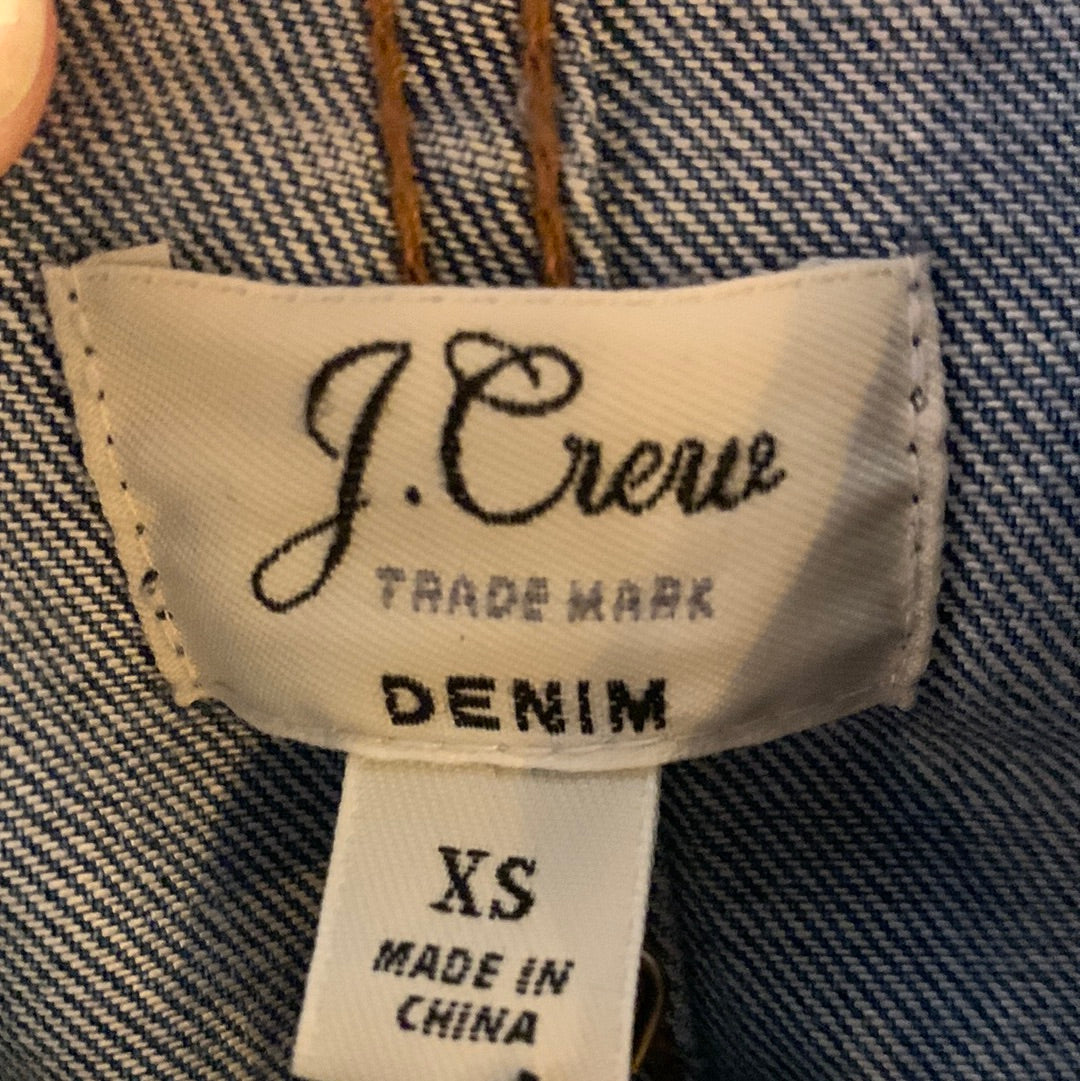 J.Crew
TRADE MARK
DENIM
XS
MADE IN
CHINA